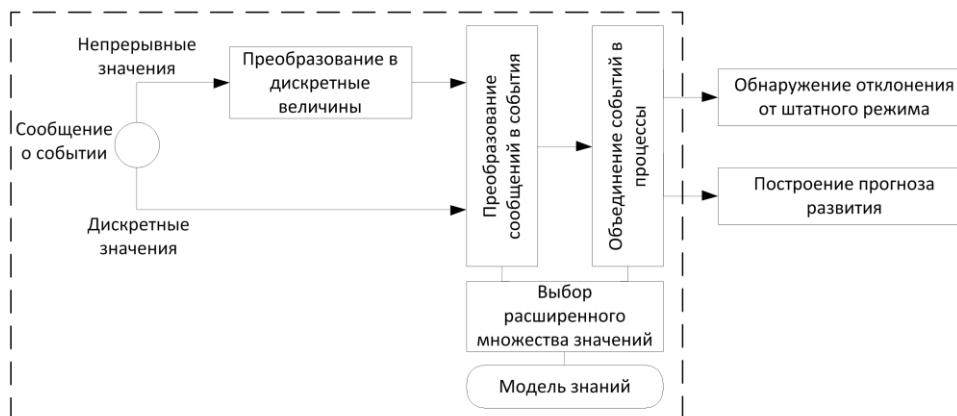 Непрерывные
значения
Преобразование в
дискретные
величины
Сообщение
о событии
Дискретные
значения
Преобразование
сообщений в события
Объединение событий в
процессы
Обнаружение отклонения
от штатного режима
Построение прогноза
развития
Выбор
расширенного
множества значений
Модель знаний